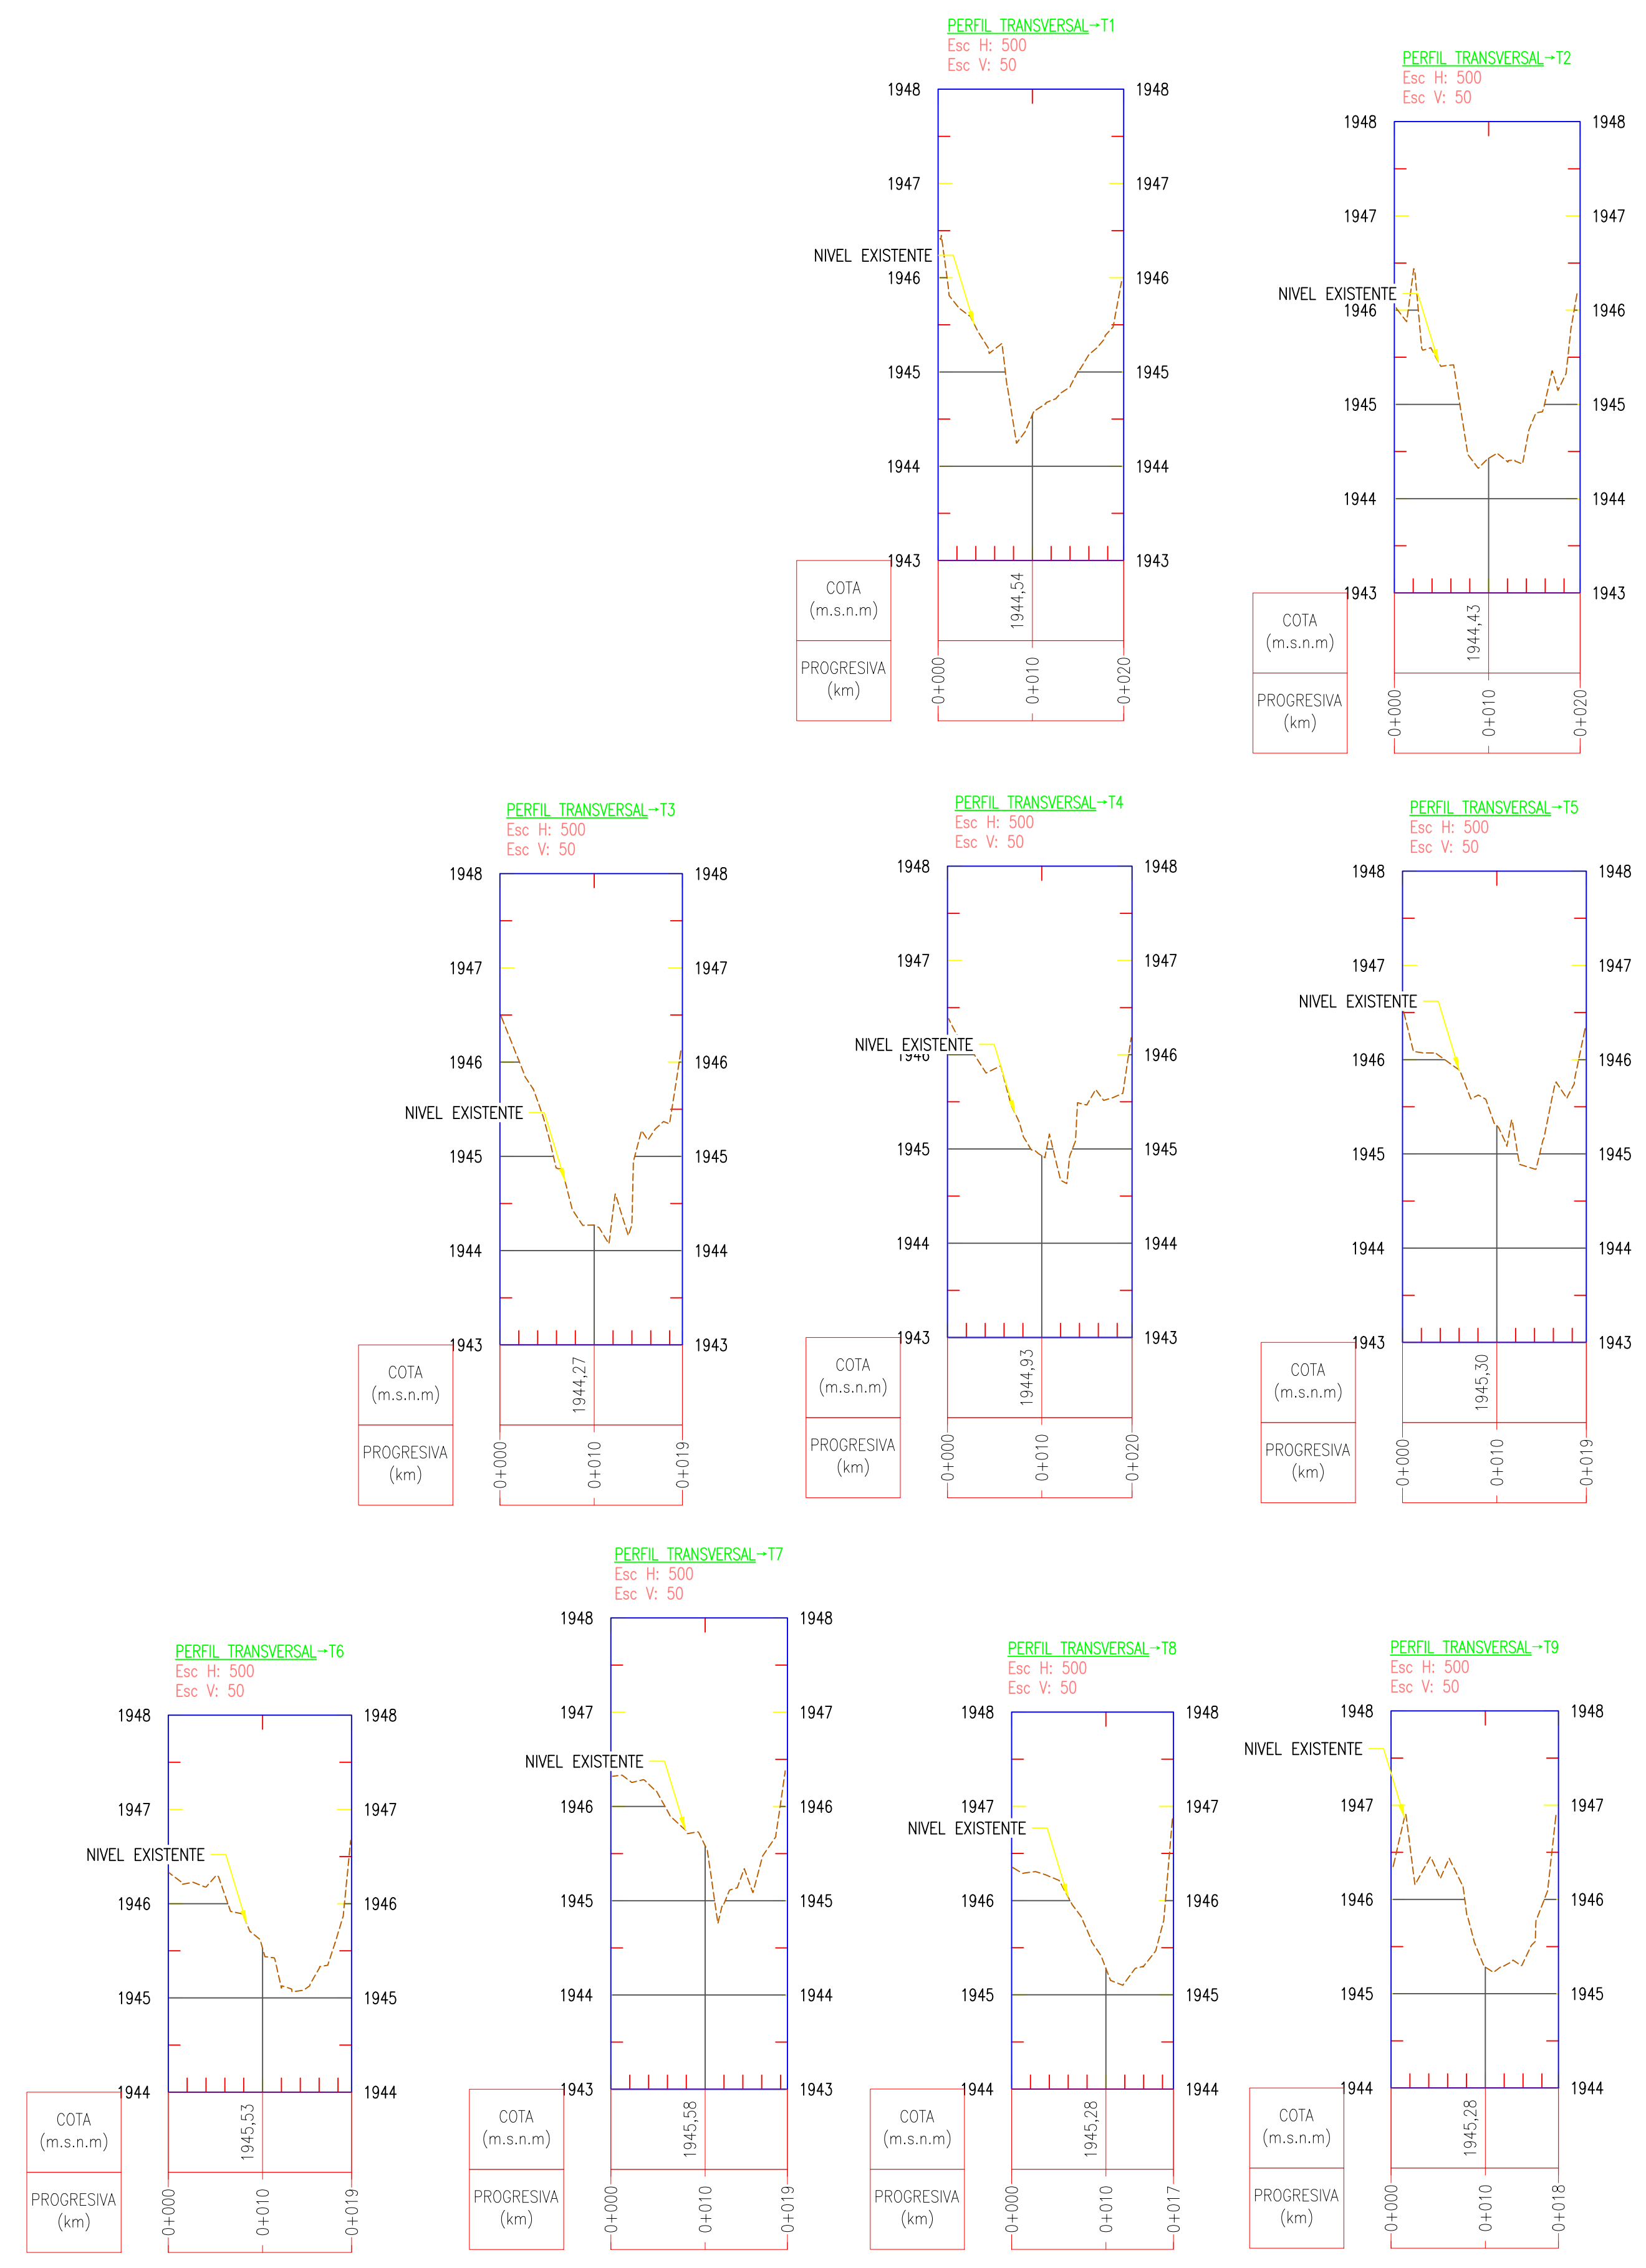 PERFIL TRANSVERSAL→T1
Esc H: 500
Esc V: 50
1948 1948
1947 1947
NIVEL EXISTENTE
1946 1946
1945 1945
1944 1944
1943 1943
COTA
(m.s.n.m)
1944,54
PROGRESIVA
(km)
0+000 0+010 0+020
PERFIL TRANSVERSAL→T2
Esc H: 500
Esc V: 50
1948 1948
1947 1947
NIVEL EXISTENTE
1946 1946
1945 1945
1944 1944
1943 1943
COTA
(m.s.n.m)
1944,43
PROGRESIVA
(km)
0+000 0+010 0+020
PERFIL TRANSVERSAL→T3
Esc H: 500
Esc V: 50
1948 1948
1947 1947
1946 1946
NIVEL EXISTENTE
1945 1945
1944 1944
1943 1943
COTA
(m.s.n.m)
1944,27
PROGRESIVA
(km)
0+000 0+010 0+019
PERFIL TRANSVERSAL→T4
Esc H: 500
Esc V: 50
1948 1948
1947 1947
NIVEL EXISTENTE
1946 1946
1945 1945
1944 1944
1943 1943
COTA
(m.s.n.m)
1944,93
PROGRESIVA
(km)
0+000 0+010 0+020
PERFIL TRANSVERSAL→T5
Esc H: 500
Esc V: 50
1948 1948
1947 1947
NIVEL EXISTENTE
1946 1946
1945 1945
1944 1944
1943 1943
COTA
(m.s.n.m)
1945,30
PROGRESIVA
(km)
0+000 0+010 0+019
PERFIL TRANSVERSAL→T6
Esc H: 500
Esc V: 50
1948 1948
1947 1947
NIVEL EXISTENTE
1946 1946
1945 1945
1944 1944
COTA
(m.s.n.m)
1945,53
PROGRESIVA
(km)
0+000 0+010 0+019
PERFIL TRANSVERSAL→T7
Esc H: 500
Esc V: 50
1948 1948
1947 1947
NIVEL EXISTENTE
1946 1946
1945 1945
1944 1944
1943 1943
COTA
(m.s.n.m)
1945,58
PROGRESIVA
(km)
0+000 0+010 0+019
PERFIL TRANSVERSAL→T8
Esc H: 500
Esc V: 50
1948 1948
1947 1947
NIVEL EXISTENTE
1946 1946
1945 1945
1944 1944
COTA
(m.s.n.m)
1945,28
PROGRESIVA
(km)
0+000 0+010 0+017
PERFIL TRANSVERSAL→T9
Esc H: 500
Esc V: 50
1948 1948
NIVEL EXISTENTE
1947 1947
1946 1946
1945 1945
1944 1944
COTA
(m.s.n.m)
1945,28
PROGRESIVA
(km)
0+000 0+010 0+018